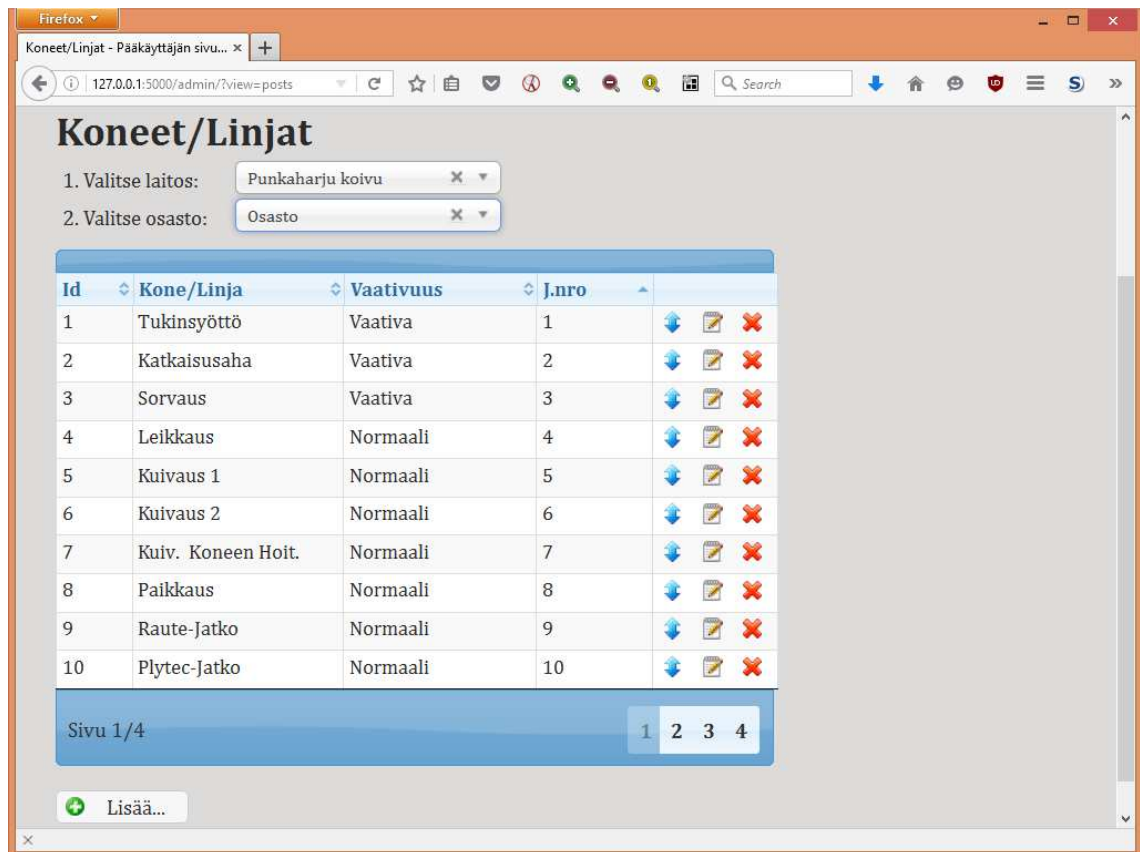 Firefox
Koneet/Linjat - Pääkäyttäjän sivu...
127.0.0.1:5000/admin/?view=posts Search
Koneet/Linjat
1. Valitse laitos: Punkaharju koivu
2. Valitse osasto: Osasto
Id Kone/Linja Vaativuus J.nro
1 Tukinsyöttö Vaativa 1
2 Katkaisusaha Vaativa 2
3 Sorvaus Vaativa 3
4 Leikkaus Normaali 4
5 Kuivaus 1 Normaali 5
6 Kuivaus 2 Normaali 6
7 Kuiv. Koneen Hoit. Normaali 7
8 Paikkaus Normaali 8
9 Raute-Jatko Normaali 9
10 Plytec-Jatko Normaali 10
Sivu 1/4 1 2 3 4
Lisää...